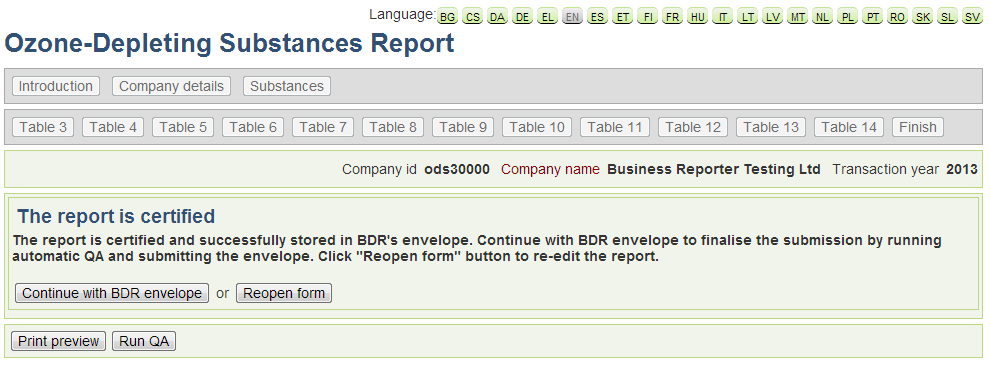 Language: BG CS DA DE EL EN ES ET FI FR HU IT LT LV MT NL PL PT RO SK SL SV
Ozone-Depleting Substances Report
Introduction Company details Substances
Table 3 Table 4 Table 5 Table 6 Table 7 Table 8 Table 9 Table 10 Table 11 Table 12 Table 13 Table 14 Finish
Company id ods30000 Company name Business Reporter Testing Ltd Transaction year 2013
The report is certified
The report is certified and successfully stored in BDR's envelope. Continue with BDR envelope to finalise the submission by running
automatic QA and submitting the envelope. Click "Reopen form" button to re-edit the report.
Continue with BDR envelope or Reopen form
Print preview Run QA